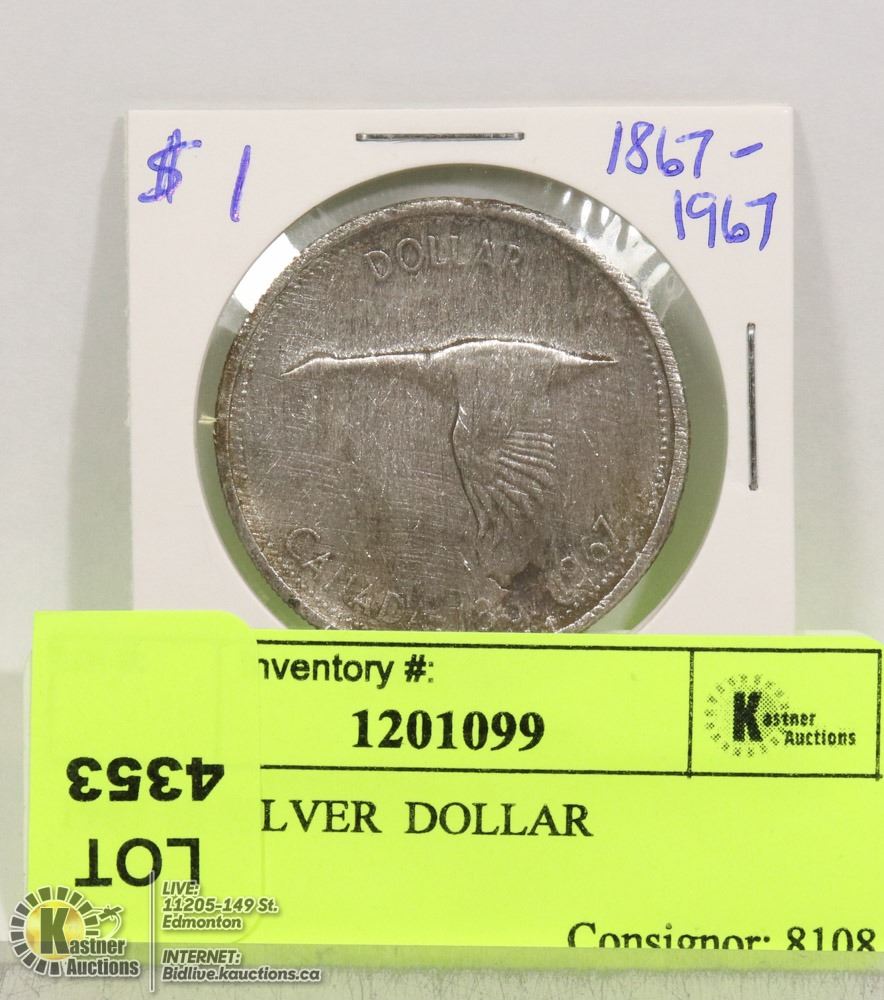 $ 1
1867-
1967
DOLLAR
CANADA 1867 1967
nventory #:
1201099
Kastner
Auctions
LVER DOLLAR
LOT
4353
Consignor: 8108
Kastner
Auctions
LIVE:
11205-149 St.
Edmonton
INTERNET:
Bidlive.kauctions.ca